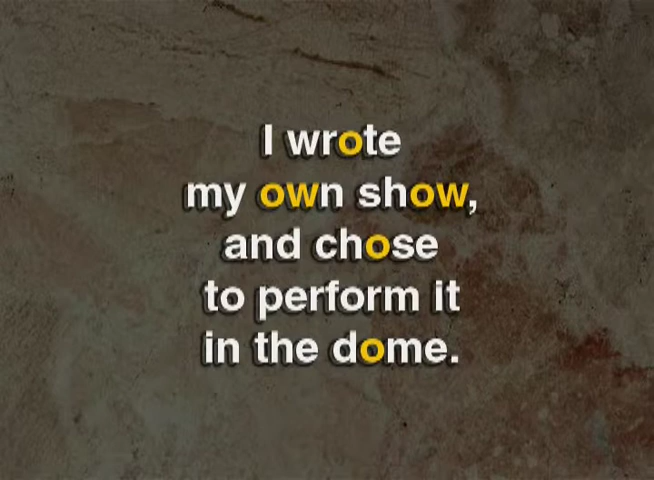 I wrote
my own show,
and chose
to perform it
in the dome.